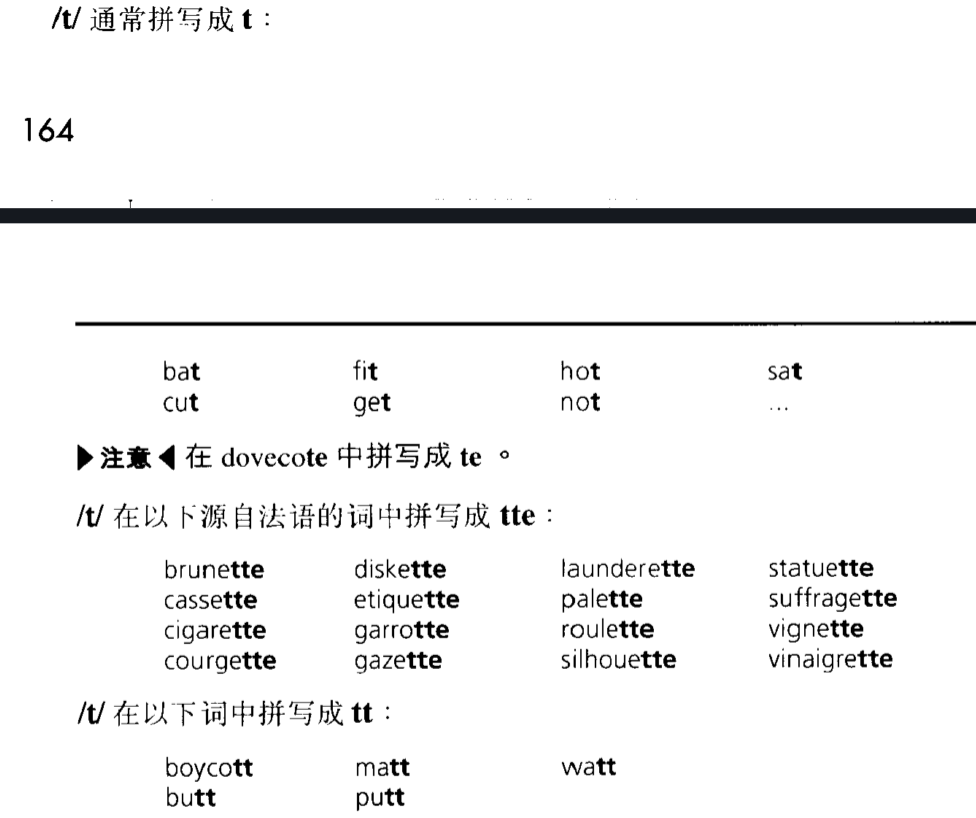 /t/ 通常拼写成 t：
164
bat fit hot sat
cut get not ...
▶注意◀ 在 dovecote 中拼写成 te 。
/t/ 在以下源自法语的词中拼写成 tte：
brunette diskette launderette statuette
cassette etiquette palette suffragette
cigarette garrotte roulette vignette
courgette gazette silhouette vinaigrette
/t/ 在以下词中拼写成 tt：
boycott matt watt
butt putt